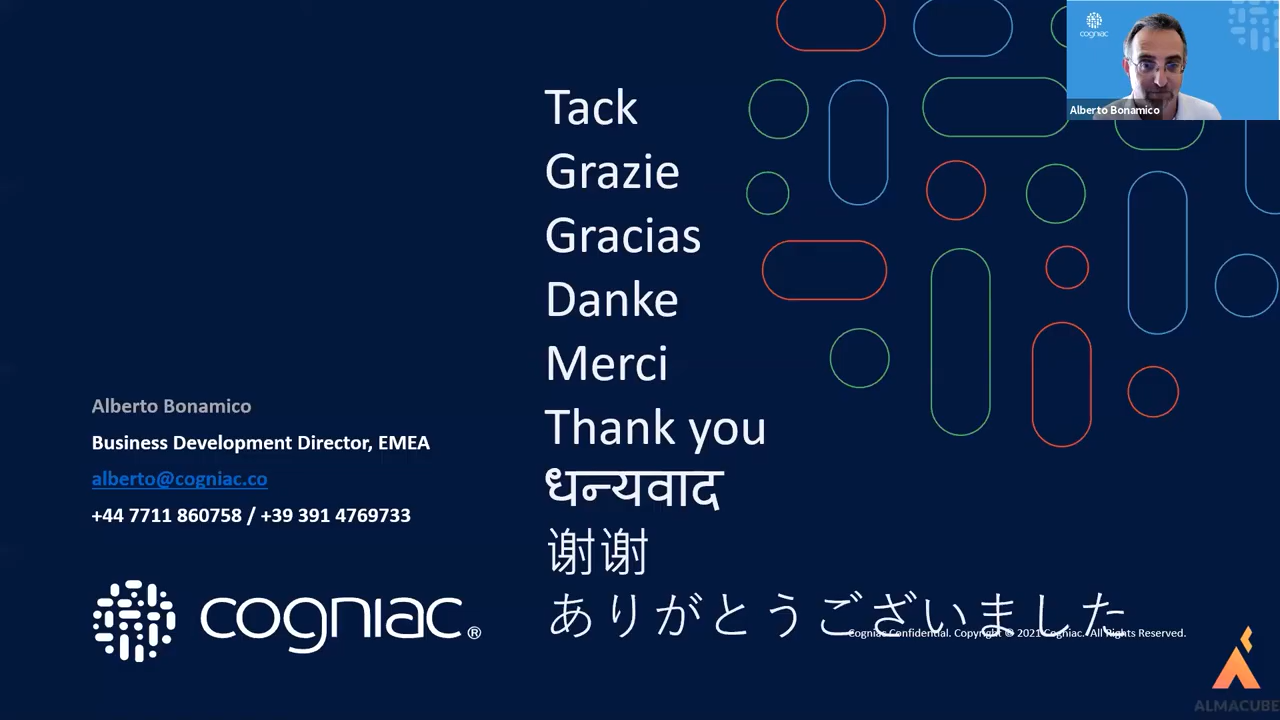 cogniac
Alberto Bonamico
Tack
Grazie
Gracias
Danke
Merci
Thank you
धन्यवाद
谢谢
ありがとうございました
Alberto Bonamico
Business Development Director, EMEA
alberto@cogniac.co
+44 7711 860758 / +39 391 4769733
cogniac®
Cogniac Confidential. Copyright © 2021 Cogniac. All Rights Reserved.
ALMACUBE